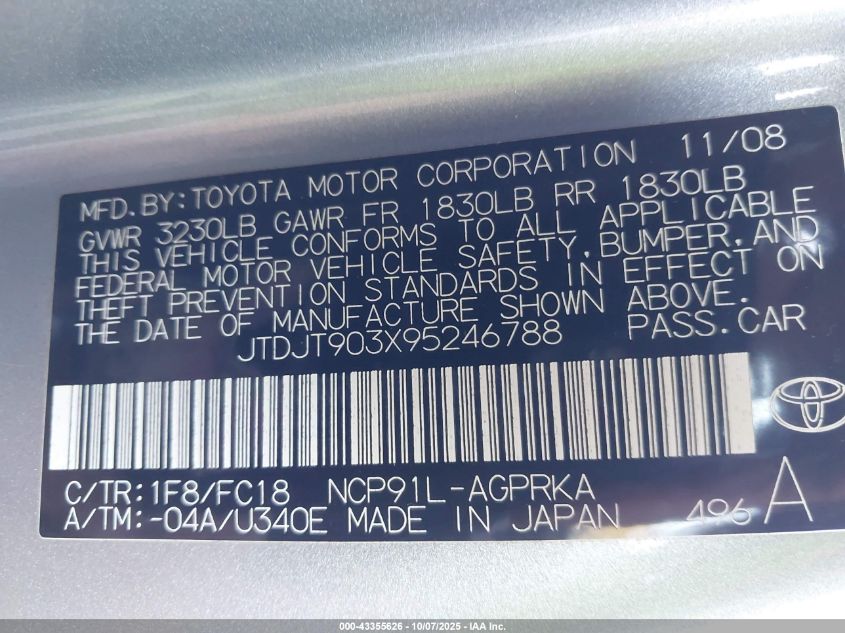 MFD. BY: TOYOTA MOTOR CORPORATION 11/08
GVWR 3230LB GAWR FR 1830LB RR 1830LB
THIS VEHICLE CONFORMS TO ALL APPLICABLE
FEDERAL MOTOR VEHICLE SAFETY, BUMPER, AND
THEFT PREVENTION STANDARDS IN EFFECT ON
THE DATE OF MANUFACTURE SHOWN ABOVE.
JTDJT903X95246788 PASS. CAR
C/TR: 1F8/FC18 NCP91L-AGPRKA
A/TM: -04A/U340E MADE IN JAPAN 496 A
000-43355626 - 10/07/2025 - IAA Inc.